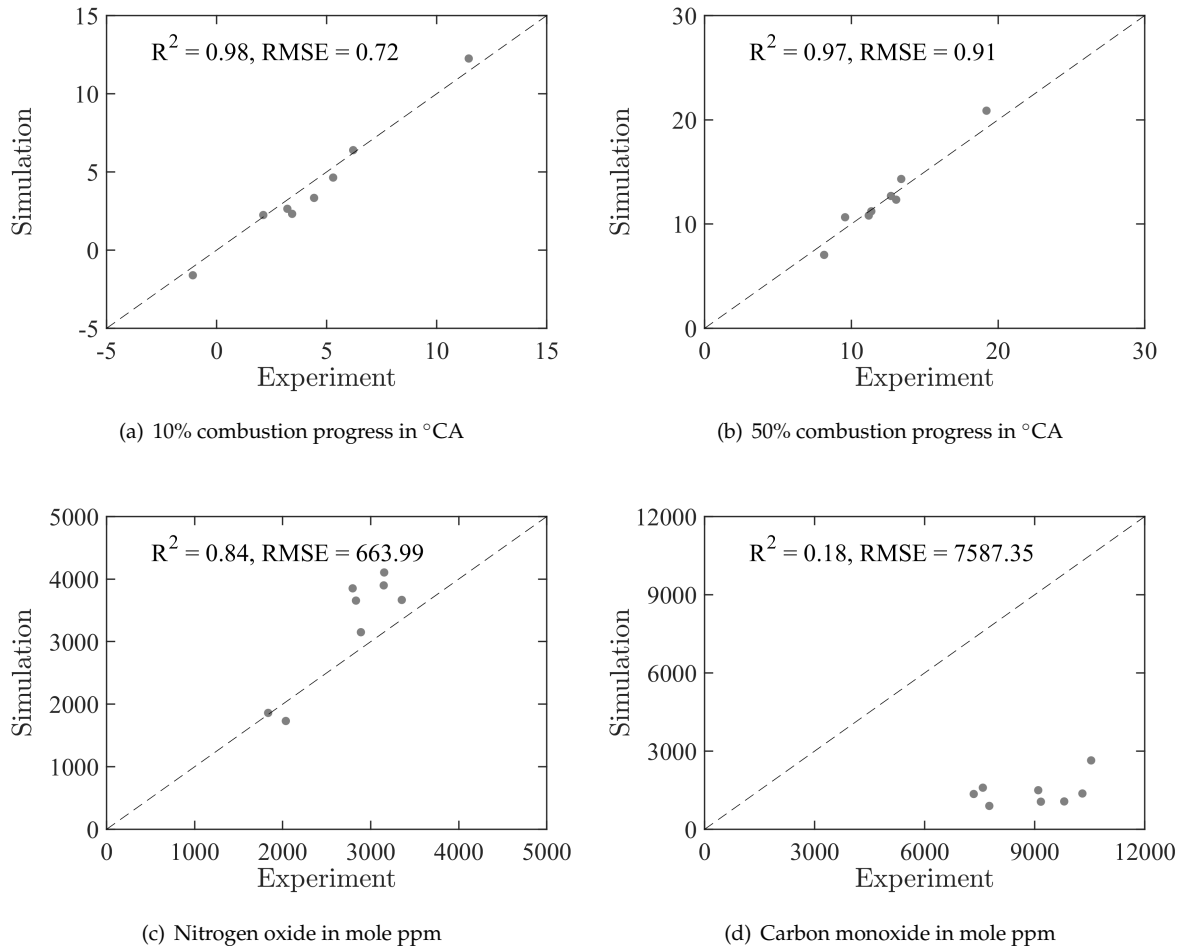 15
R² = 0.98, RMSE = 0.72
10
Simulation
5
0
-5
-5 0 5 10 15
Experiment
(a) 10% combustion progress in °CA
30
R² = 0.97, RMSE = 0.91
20
Simulation
10
0
0 10 20 30
Experiment
(b) 50% combustion progress in °CA
5000
R² = 0.84, RMSE = 663.99
4000
3000
Simulation
2000
1000
0
0 1000 2000 3000 4000 5000
Experiment
(c) Nitrogen oxide in mole ppm
12000
R² = 0.18, RMSE = 7587.35
9000
6000
Simulation
3000
0
0 3000 6000 9000 12000
Experiment
(d) Carbon monoxide in mole ppm